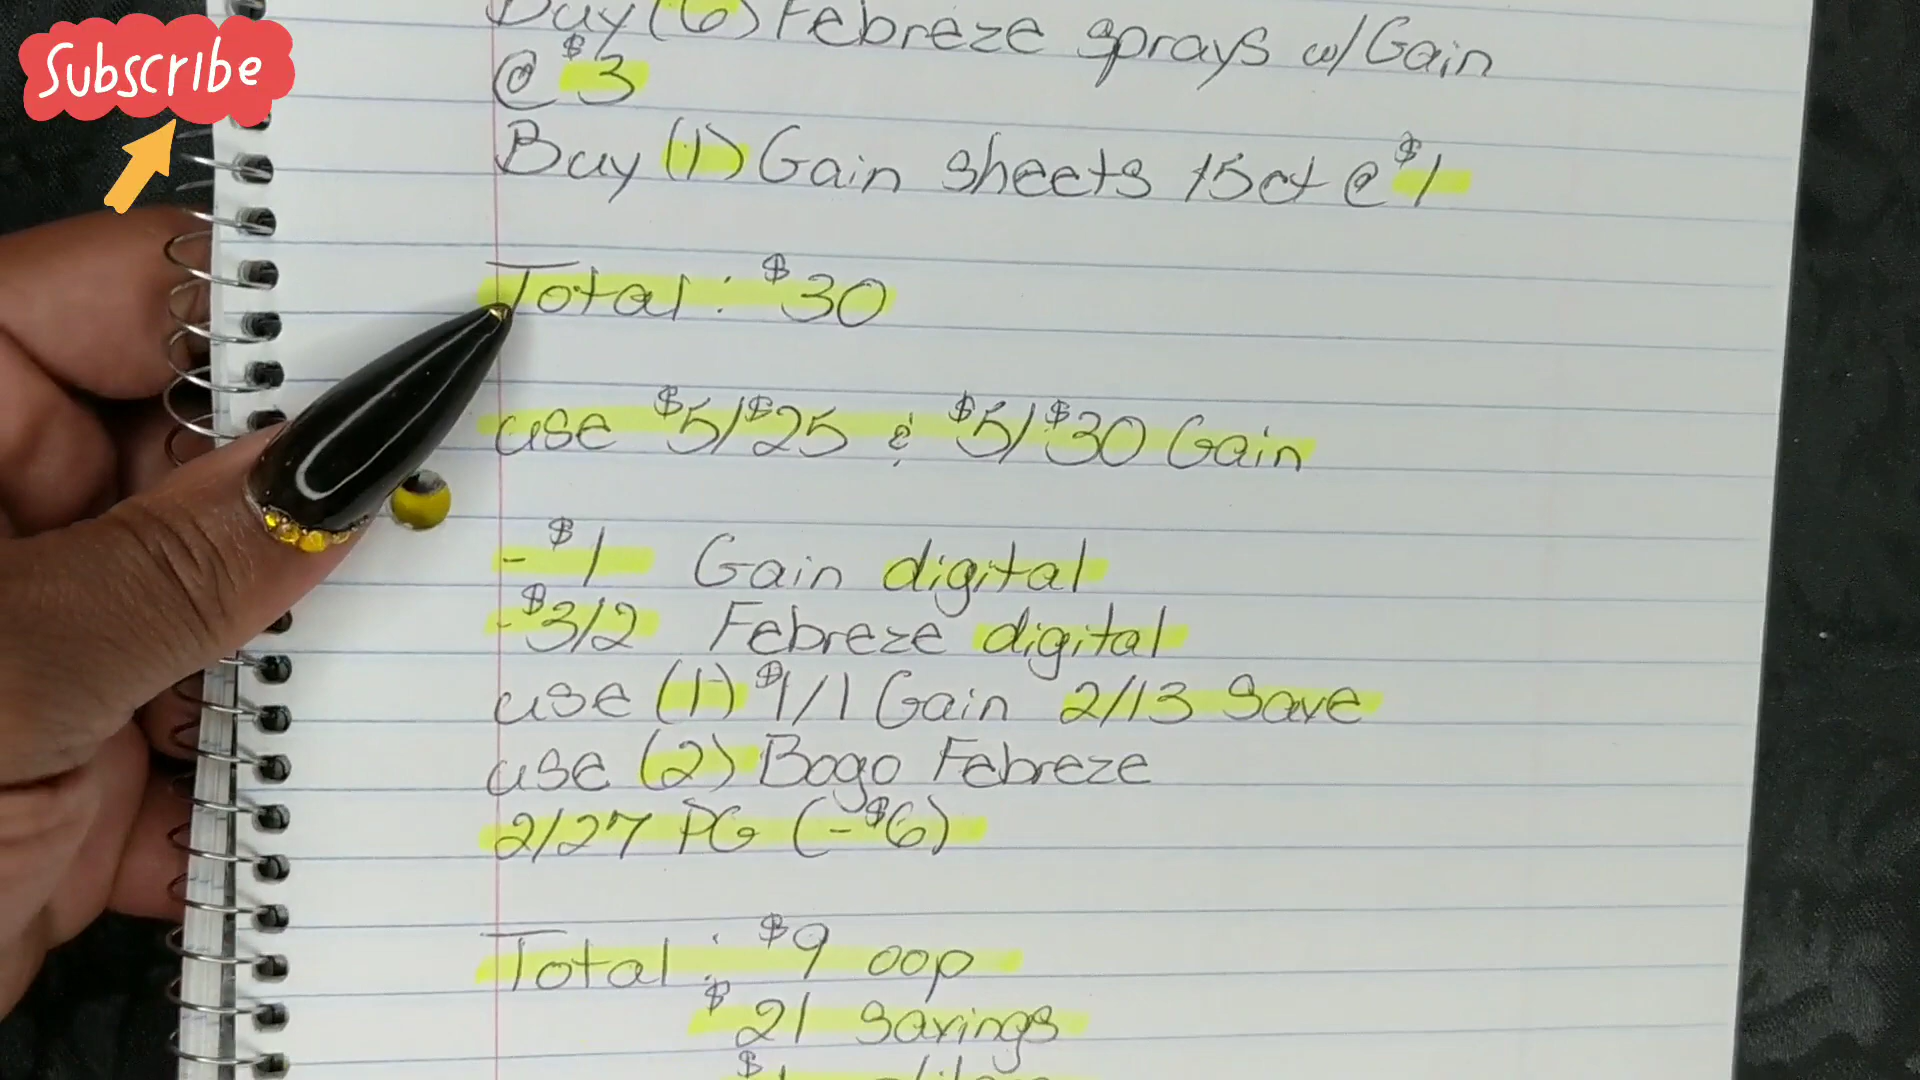 Subscribe
Buy (6) Febreze sprays w/ Gain
@ $3
Buy (1) Gain sheets 15ct @ $1
Total: $30
use $5/$25 & $5/$30 Gain
- $1 Gain digital
- $3/2 Febreze digital
use (1) $1/1 Gain 2/13 Save
use (2) Bogo Febreze
2/27 PG (-$6)
Total: $9 oop
$21 savings